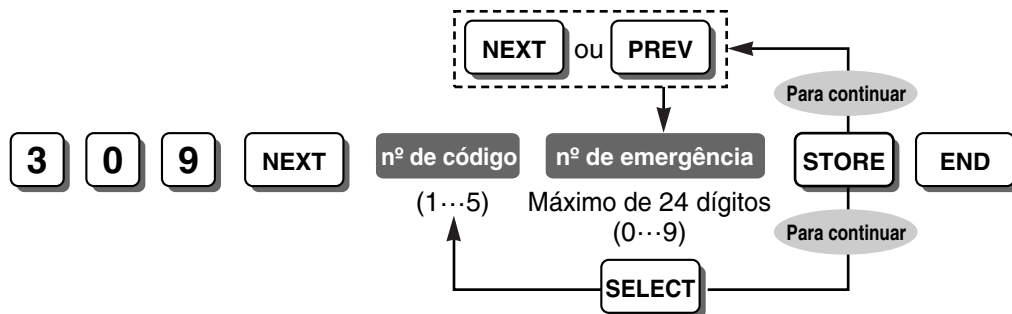 NEXT ou PREV
Para continuar
3 0 9 NEXT nº de código nº de emergência STORE END
(1···5) Máximo de 24 dígitos
(0···9)
Para continuar
SELECT